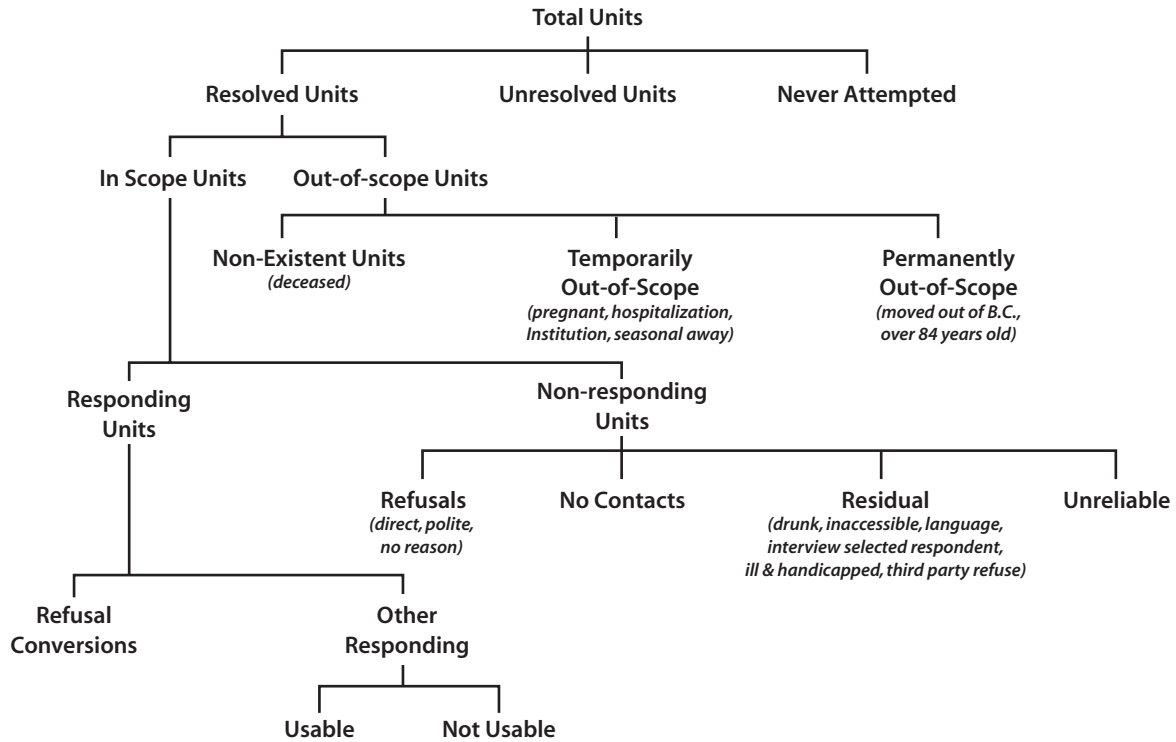 Total Units
Resolved Units
Unresolved Units
Never Attempted
In Scope Units
Out-of-scope Units
Non-Existent Units
(deceased)
Temporarily
Out-of-Scope
(pregnant, hospitalization,
Institution, seasonal away)
Permanently
Out-of-Scope
(moved out of B.C.,
over 84 years old)
Responding
Units
Non-responding
Units
Refusals
(direct, polite,
no reason)
No Contacts
Residual
(drunk, inaccessible, language,
interview selected respondent,
ill & handicapped, third party refuse)
Unreliable
Refusal
Conversions
Other
Responding
Usable
Not Usable